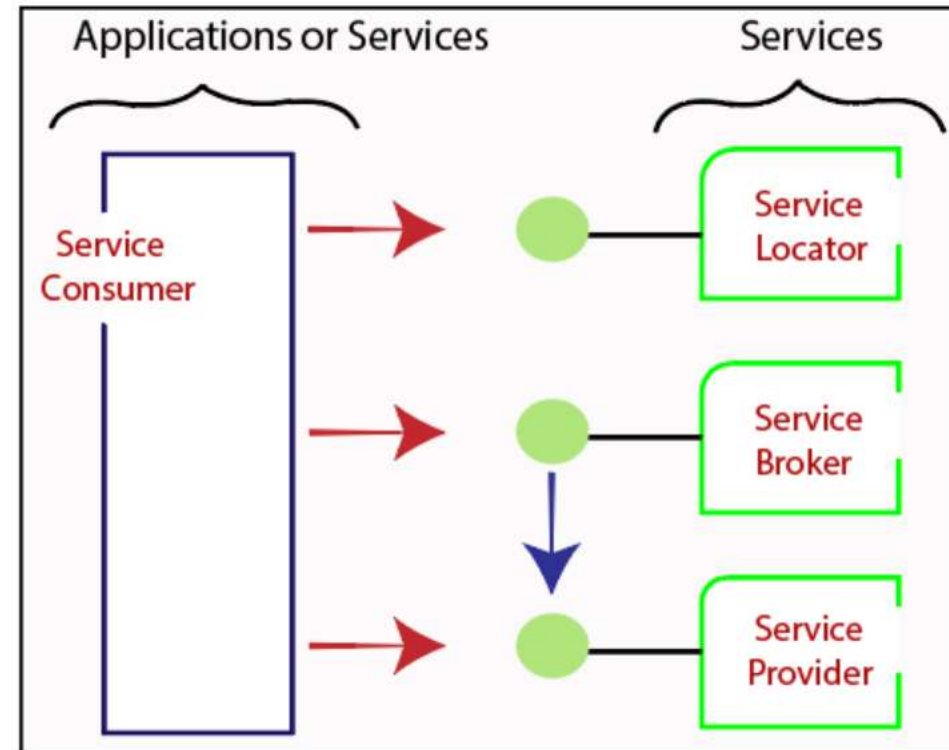 Applications or Services
Services
Service
Consumer
Service
Locator
Service
Broker
Service
Provider